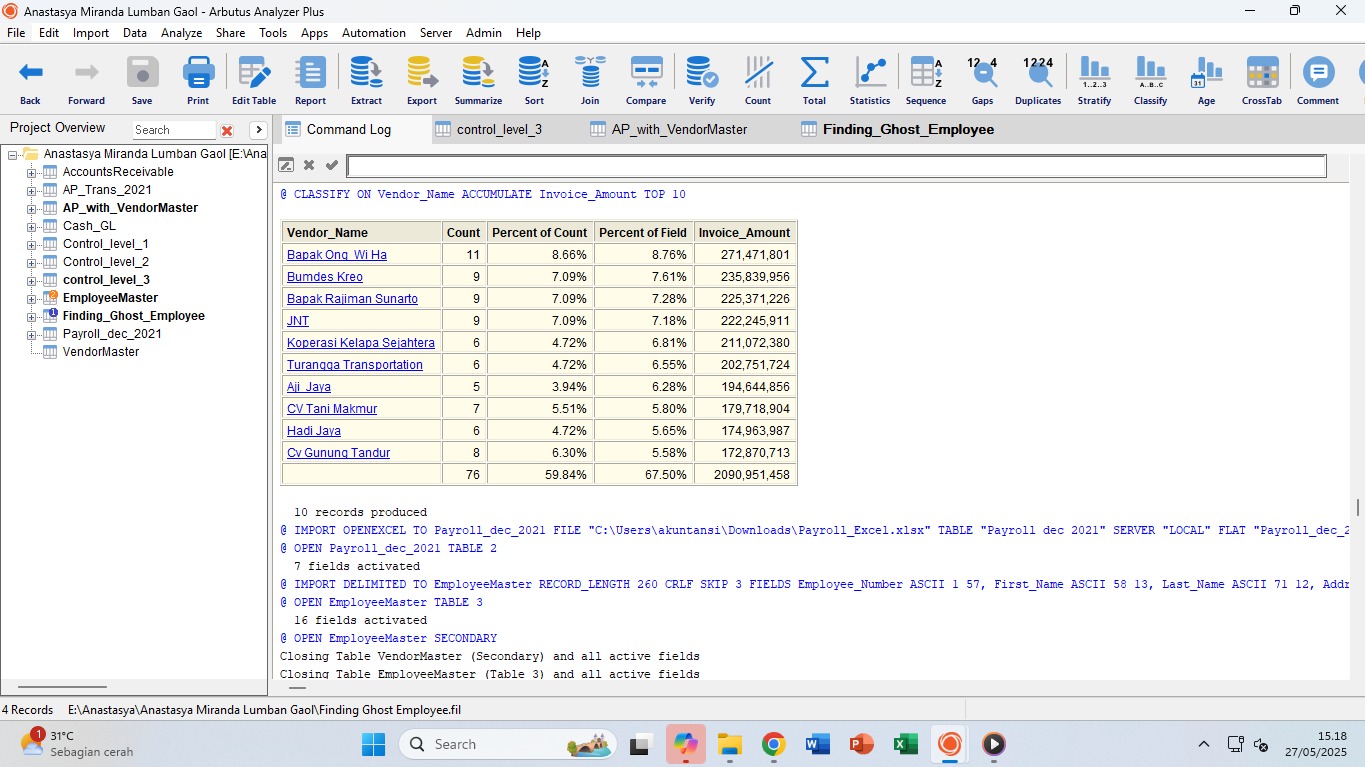 Anastasya Miranda Lumban Gaol - Arbutus Analyzer Plus
File Edit Import Data Analyze Share Tools Apps Automation Server Admin Help
12 4 1224
Back Forward Save Print Edit Table Report Extract Export Summarize Sort Join Compare Verify Count Total Statistics Sequence Gaps Duplicates Stratify Classify Age CrossTab Comment
Project Overview Search
Command Log control_level_3 AP_with_VendorMaster Finding_Ghost_Employee
Anastasya Miranda Lumban Gaol [E:\Ana
AccountsReceivable
AP_Trans_2021
AP_with_VendorMaster
Cash_GL
Control_level_1
Control_level_2
control_level_3
EmployeeMaster
Finding_Ghost_Employee
Payroll_dec_2021
VendorMaster
@ CLASSIFY ON Vendor_Name ACCUMULATE Invoice_Amount TOP 10
Vendor_Name Count Percent of Count Percent of Field Invoice_Amount
Bapak Ong Wi Ha 11 8.66% 8.76% 271,471,801
Bumdes Kreo 9 7.09% 7.61% 235,839,956
Bapak Rajiman Sunarto 9 7.09% 7.28% 225,371,226
JNT 9 7.09% 7.18% 222,245,911
Koperasi Kelapa Sejahtera 6 4.72% 6.81% 211,072,380
Turangga Transportation 6 4.72% 6.55% 202,751,724
Aji Jaya 5 3.94% 6.28% 194,644,856
CV Tani Makmur 7 5.51% 5.80% 179,718,904
Hadi Jaya 6 4.72% 5.65% 174,963,987
Cv Gunung Tandur 8 6.30% 5.58% 172,870,713
76 59.84% 67.50% 2090,951,458
10 records produced
@ IMPORT OPENEXCEL TO Payroll_dec_2021 FILE "C:\Users\akuntansi\Downloads\Payroll_Excel.xlsx" TABLE "Payroll dec 2021" SERVER "LOCAL" FLAT "Payroll_dec_2
@ OPEN Payroll_dec_2021 TABLE 2
7 fields activated
@ IMPORT DELIMITED TO EmployeeMaster RECORD_LENGTH 260 CRLF SKIP 3 FIELDS Employee_Number ASCII 1 57, First_Name ASCII 58 13, Last_Name ASCII 71 12, Addr
@ OPEN EmployeeMaster TABLE 3
16 fields activated
@ OPEN EmployeeMaster SECONDARY
Closing Table VendorMaster (Secondary) and all active fields
Closing Table EmployeeMaster (Table 3) and all active fields
4 Records E:\Anastasya\Anastasya Miranda Lumban Gaol\Finding Ghost Employee.fil
1
31°C
Sebagian cerah
Search
15.18
27/05/2025